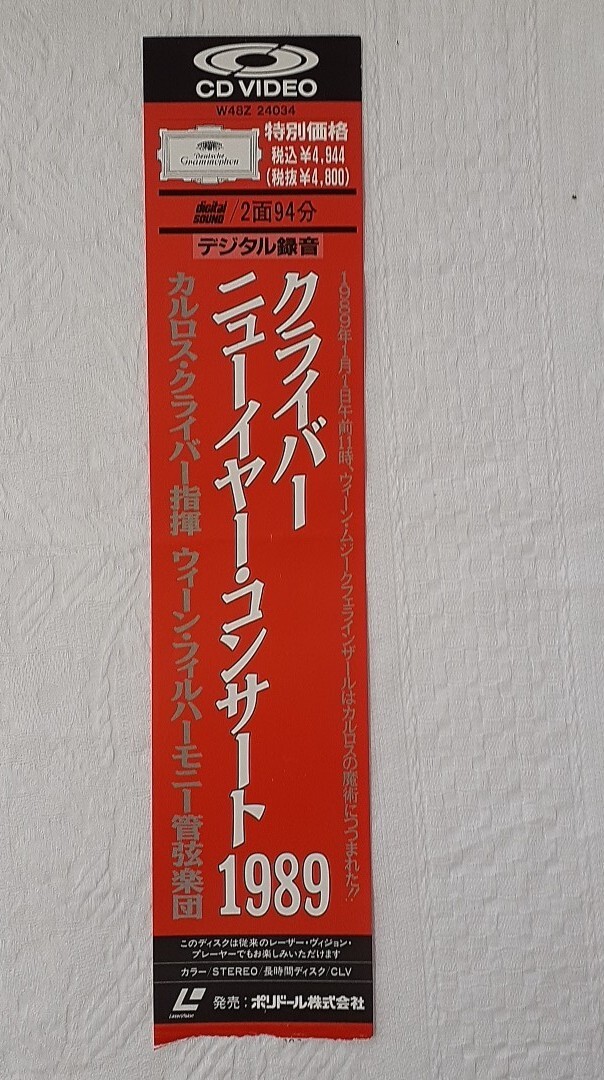 CD VIDEO
W48Z 24034
Deutsche
Grammophon
特別価格
税込¥4,944
(税抜¥4,800)
digital
SOUND
/2面94分
デジタル録音
1989年1月1日午前11時、ウィーン・ムジークフェラインザールはカルロスの魔術につつまれた!!
クライバー
ニューイヤー・コンサート
1989
カルロス・クライバー指揮 ウィーン・フィルハーモニー管弦楽団
このディスクは従来のレーザー・ヴィジョン・
プレーヤーでもお楽しみいただけます
カラー/STEREO/長時間ディスク/CLV
LaserVision
発売:ポリドール株式会社